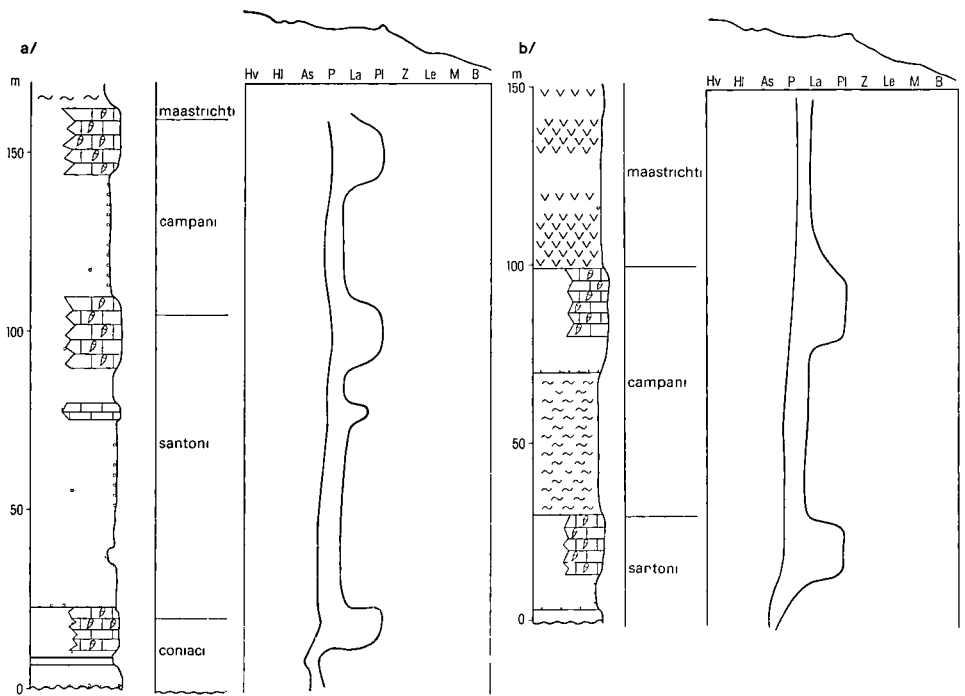 a/
m
Hv Hl As P La Pl Z Le M B
maastrichti
150
campani
100
santoni
50
coniaci
0
b/
m
Hv Hl As P La Pl Z Le M B
150
maastrichti
100
campani
50
sartoni
0